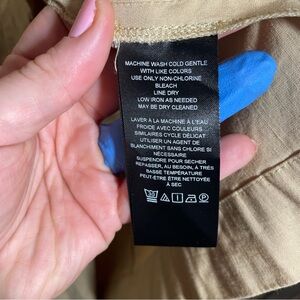 MACHINE WASH COLD GENTLE
WITH LIKE COLORS
USE ONLY NON-CHLORINE
BLEACH
LINE DRY
LOW IRON AS NEEDED
MAY BE DRY CLEANED
LAVER A LA MACHINE À L'EAU
FROIDE AVEC COULEURS
SIMILAIRES CYCLE DÉLICAT
UTILISER UN AGENT DE
BLANCHIMENT SANS CHLORE SI
NÉCESSAIRE
SUSPENDRE POUR SÉCHER
REPASSER, AU BESOIN, À TRÈS
BASSE TEMPÉRATURE
PEUT-ÊTRE ÊTRE NETTOYÉE
À SEC